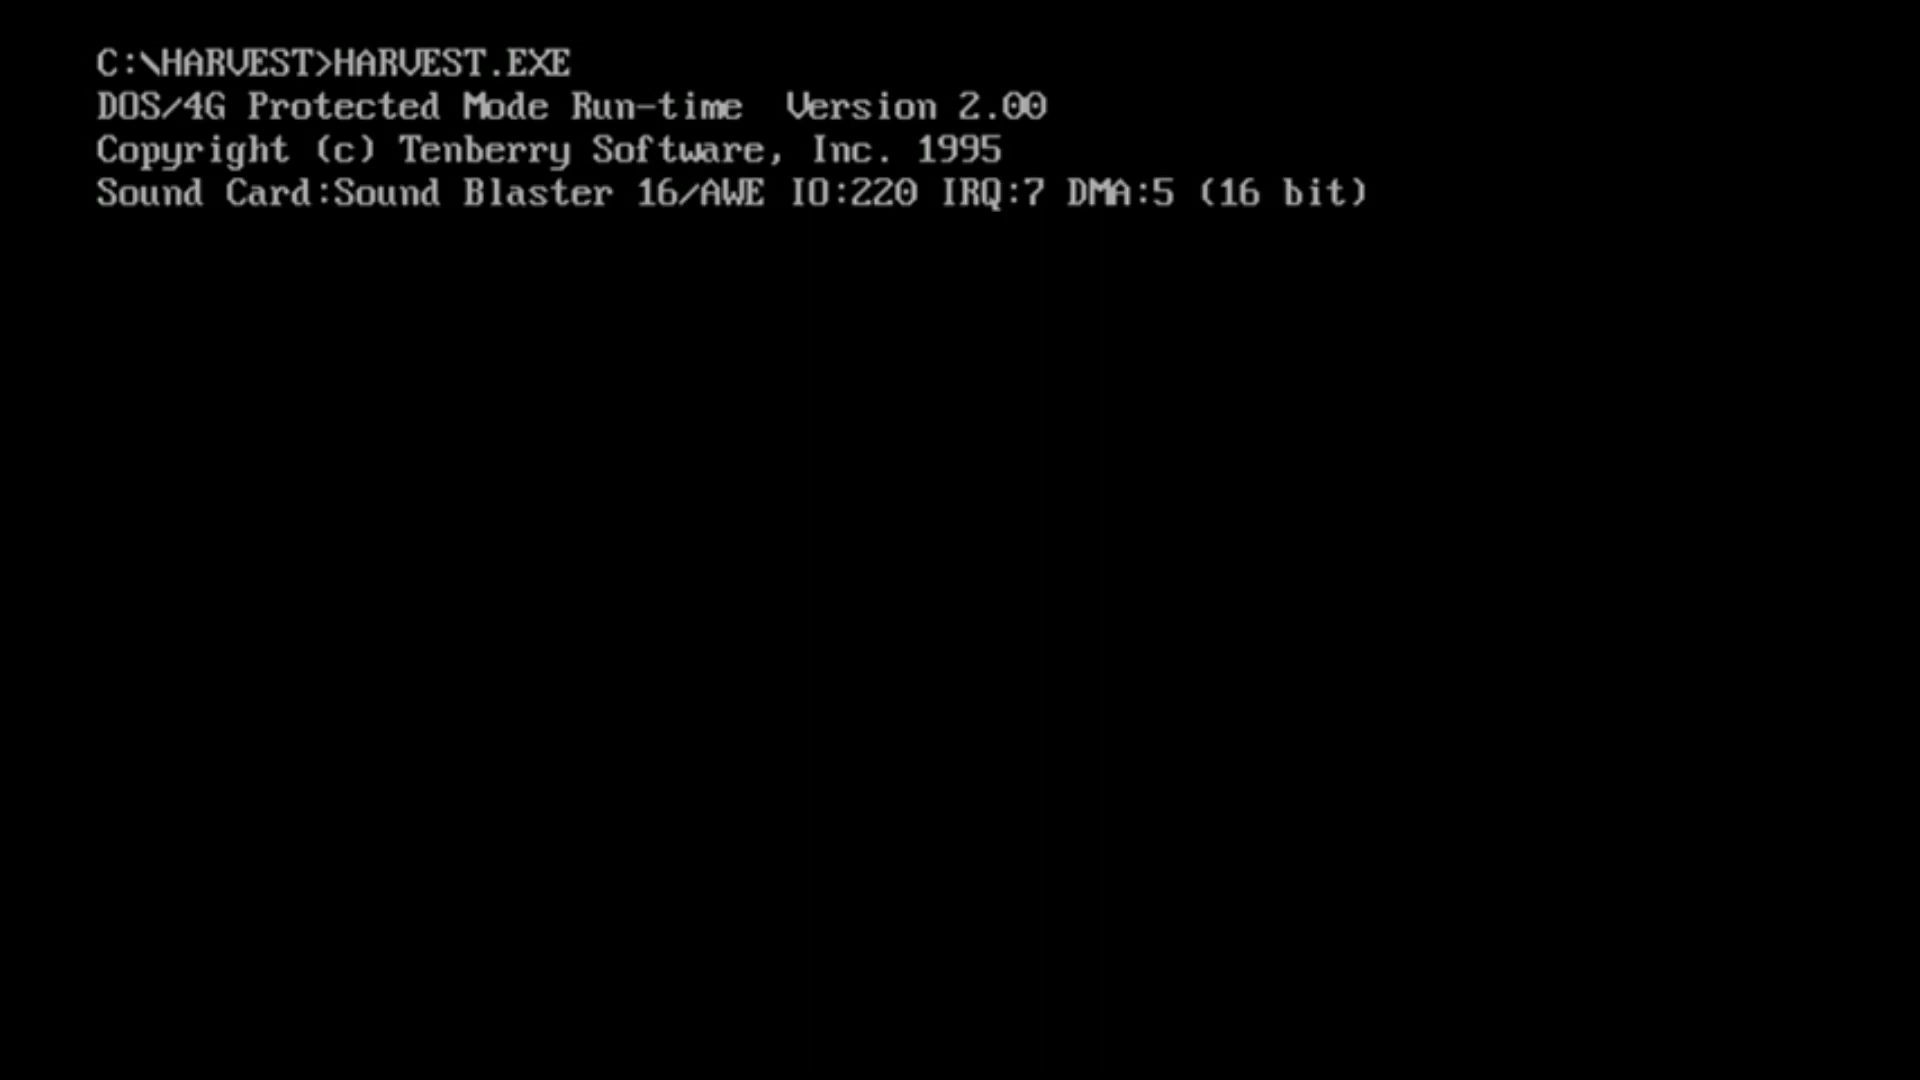 C:\HARVEST>HARVEST.EXE
DOS/4G Protected Mode Run-time  Version 2.00
Copyright (c) Tenberry Software, Inc. 1995
Sound Card:Sound Blaster 16/AWE IO:220 IRQ:7 DMA:5 (16 bit)